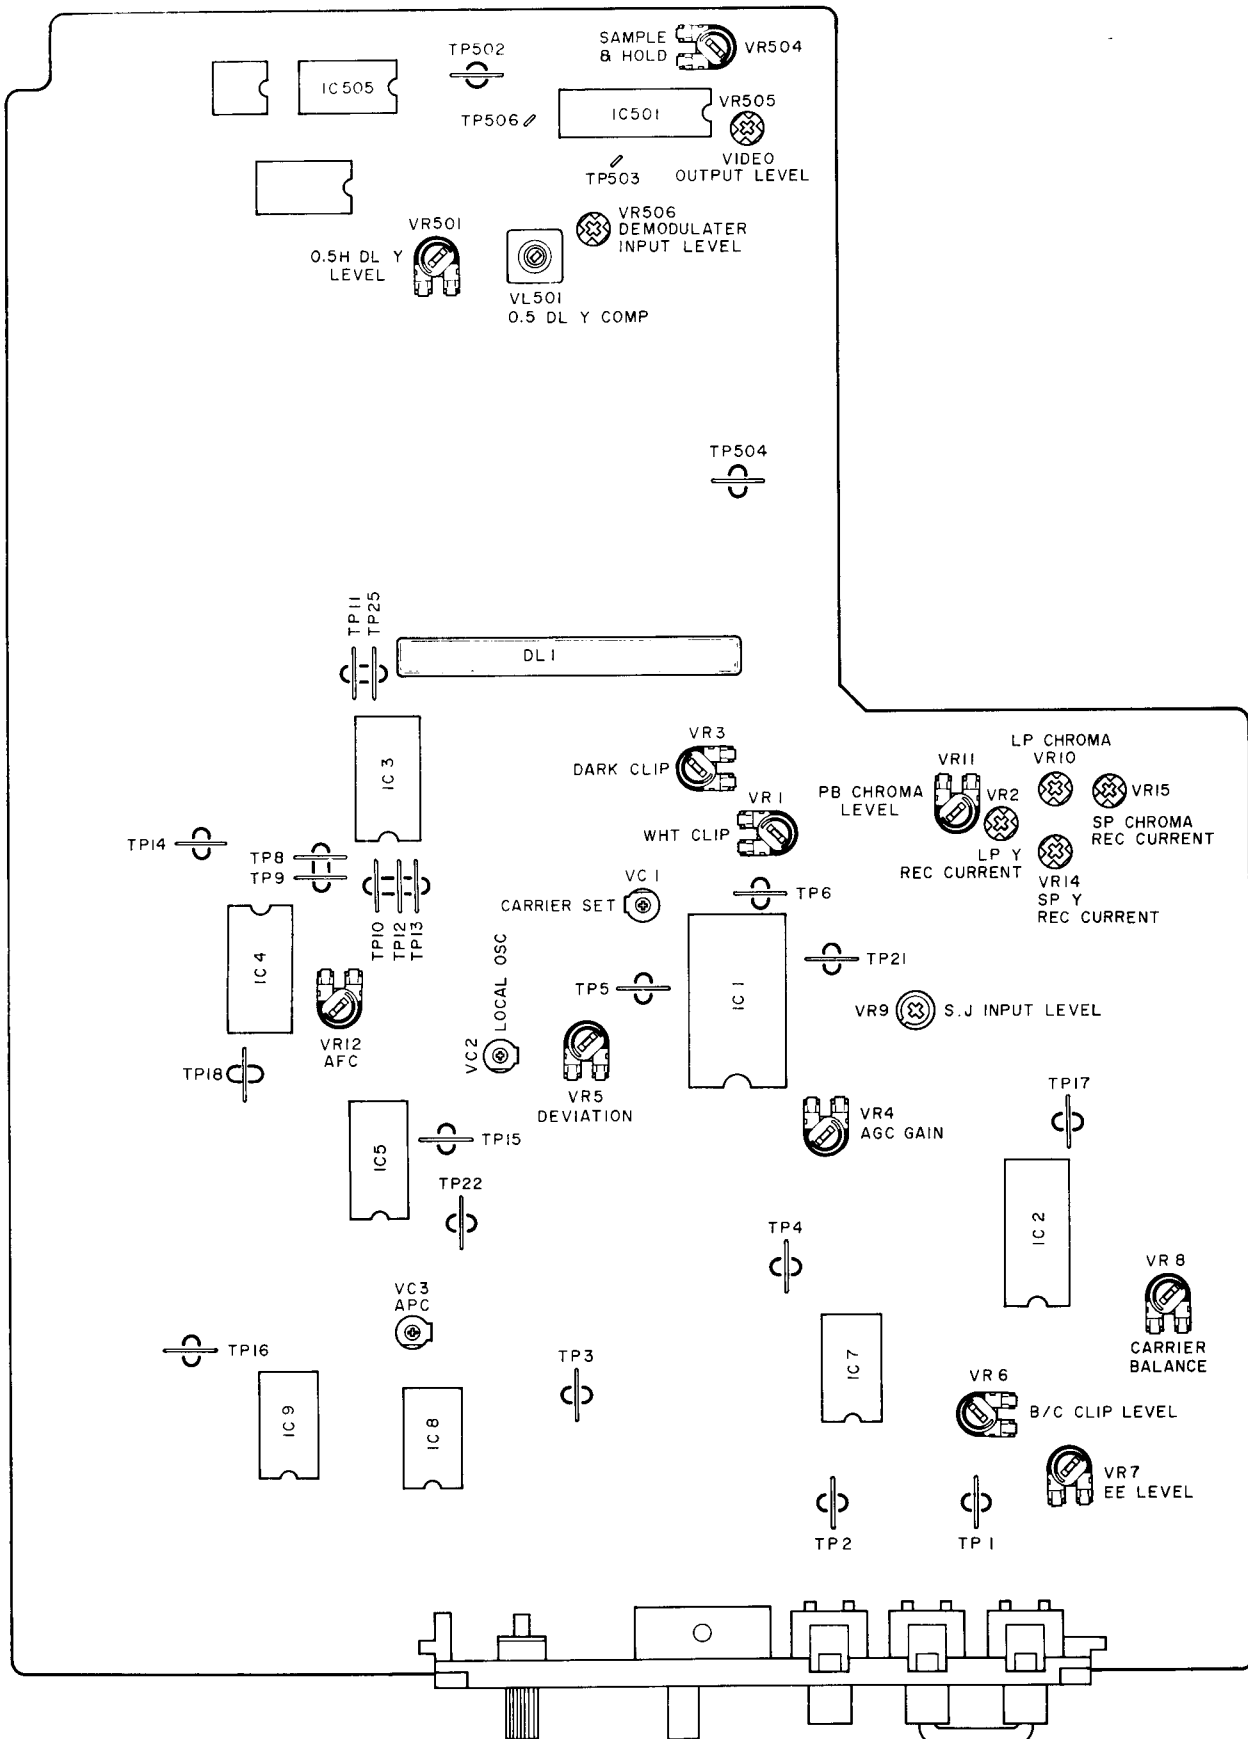 SAMPLE
& HOLD
VR504
TP502
IC505
IC501
VR505
TP506
VIDEO
OUTPUT LEVEL
TP503
VR506
DEMODULATER
INPUT LEVEL
VR501
0.5H DL Y
LEVEL
VL501
0.5 DL Y COMP
TP504
TP11
TP25
DL1
IC3
VR3
DARK CLIP
VR1
WHT CLIP
LP CHROMA
VR10
VR11
PB CHROMA
LEVEL
VR2
VR15
SP CHROMA
REC CURRENT
LP Y
REC CURRENT
VR14
SP Y
REC CURRENT
TP14
TP8
TP9
TP10
TP12
TP13
VC1
CARRIER SET
TP6
IC4
LOCAL OSC
VC2
TP5
IC1
TP21
VR9
S.J INPUT LEVEL
VR12
AFC
TP18
VR5
DEVIATION
VR4
AGC GAIN
TP17
IC5
TP15
TP22
IC2
TP4
VR8
CARRIER
BALANCE
VC3
APC
TP16
TP3
IC7
VR6
B/C CLIP LEVEL
IC9
IC8
VR7
EE LEVEL
TP2
TP1